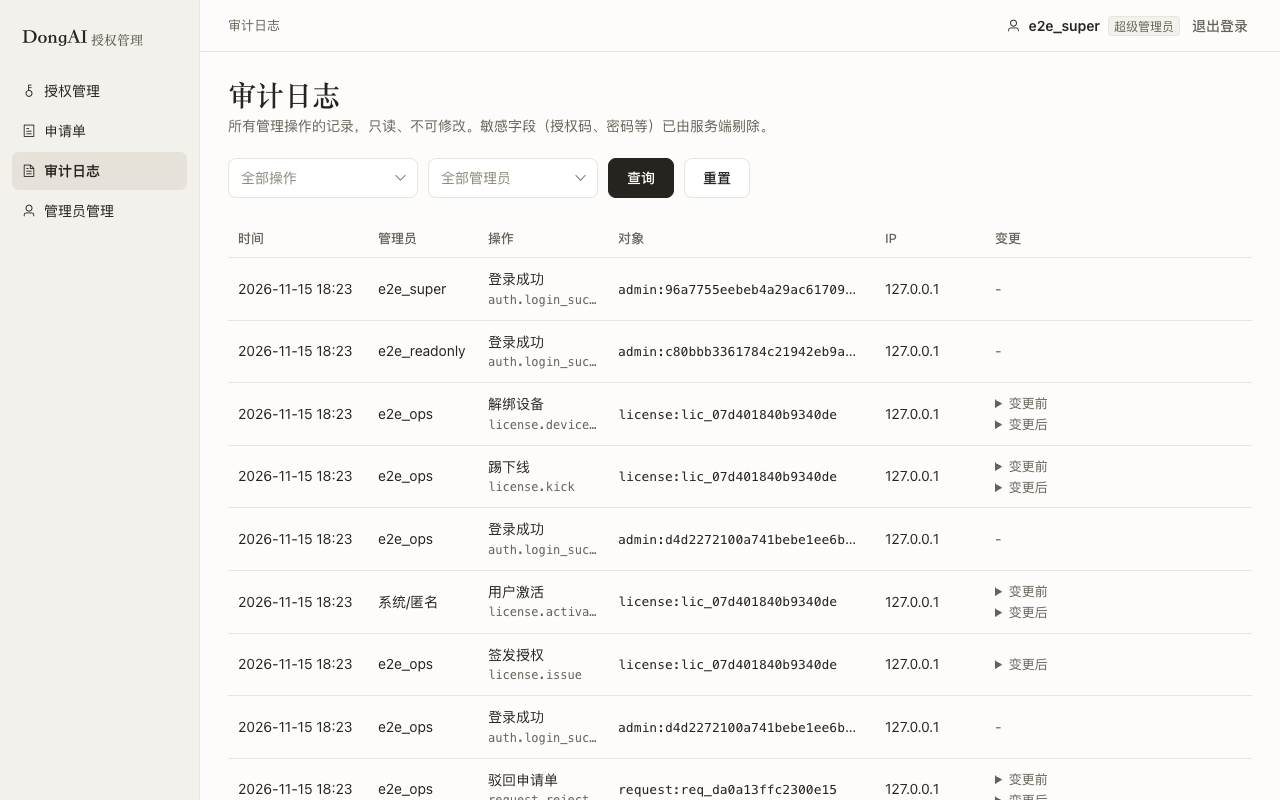 DongAI 授权管理
授权管理
申请单
审计日志
管理员管理
审计日志
e2e_super 超级管理员 退出登录
审计日志
所有管理操作的记录，只读、不可修改。敏感字段（授权码、密码等）已由服务端剔除。
全部操作 全部管理员 查询 重置
时间 管理员 操作 对象 IP 变更
2026-11-15 18:23 e2e_super 登录成功 admin:96a7755eebeb4a29ac61709… 127.0.0.1 -
auth.login_suc…
2026-11-15 18:23 e2e_readonly 登录成功 admin:c80bbb3361784c21942eb9a… 127.0.0.1 -
auth.login_suc…
2026-11-15 18:23 e2e_ops 解绑设备 license:lic_07d401840b9340de 127.0.0.1 变更前
license.device… 变更后
2026-11-15 18:23 e2e_ops 踢下线 license:lic_07d401840b9340de 127.0.0.1 变更前
license.kick 变更后
2026-11-15 18:23 e2e_ops 登录成功 admin:d4d2272100a741bebe1ee6b… 127.0.0.1 -
auth.login_suc…
2026-11-15 18:23 系统/匿名 用户激活 license:lic_07d401840b9340de 127.0.0.1 变更前
license.activa… 变更后
2026-11-15 18:23 e2e_ops 签发授权 license:lic_07d401840b9340de 127.0.0.1 变更后
license.issue
2026-11-15 18:23 e2e_ops 登录成功 admin:d4d2272100a741bebe1ee6b… 127.0.0.1 -
auth.login_suc…
2026-11-15 18:23 e2e_ops 驳回申请单 request:req_da0a13ffc2300e15 127.0.0.1 变更前
request.reject 变更后